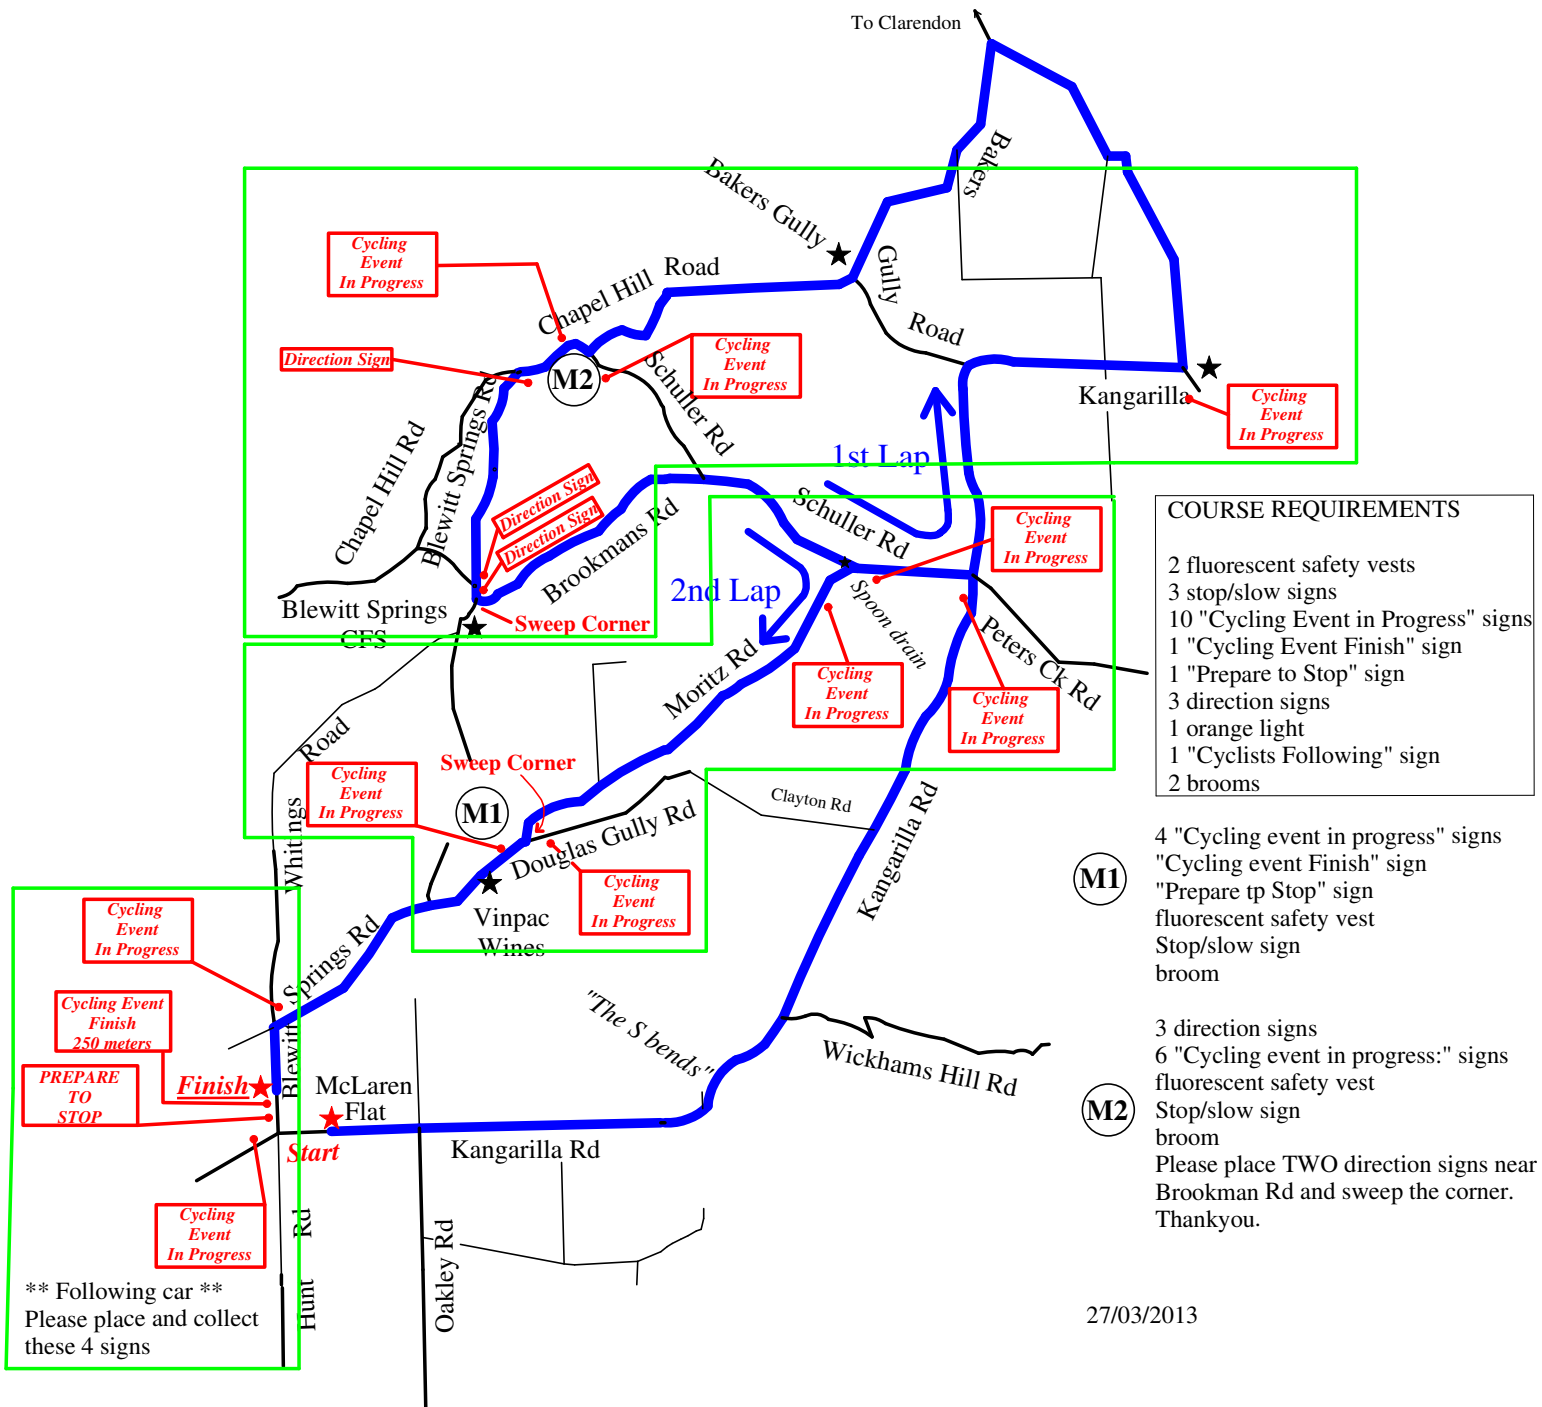 To Clarendon
Bakers
Bakers Gully
Gully
Road
Cycling
Event
In Progress
Chapel Hill
Road
Direction Sign
M2
Cycling
Event
In Progress
Schuller Rd
Kangarilla
Cycling
Event
In Progress
Chapel Hill Rd
Blewitt Springs Rd
1st Lap
Direction Sign
Direction Sign
Brookmans Rd
Schuller Rd
Cycling
Event
In Progress
2nd Lap
Blewitt Springs
CFS
Sweep Corner
Spoon drain
Moritz Rd
Peters Ck Rd
Cycling
Event
In Progress
Cycling
Event
In Progress
COURSE REQUIREMENTS
2 fluorescent safety vests
3 stop/slow signs
10 "Cycling Event in Progress" signs
1 "Cycling Event Finish" sign
1 "Prepare to Stop" sign
3 direction signs
1 orange light
1 "Cyclists Following" sign
2 brooms
Road
Whittings
Cycling
Event
In Progress
Sweep Corner
M1
Douglas Gully Rd
Clayton Rd
Kangarilla Rd
Cycling
Event
In Progress
Vinpac
Wines
M1
4 "Cycling event in progress" signs
"Cycling event Finish" sign
"Prepare tp Stop" sign
fluorescent safety vest
Stop/slow sign
broom
Cycling
Event
In Progress
Springs Rd
Blewitt
Cycling Event
Finish
250 meters
PREPARE
TO
STOP
Finish
McLaren
Flat
Start
"The S bends"
Wickhams Hill Rd
Kangarilla Rd
M2
3 direction signs
6 "Cycling event in progress:" signs
fluorescent safety vest
Stop/slow sign
broom
Please place TWO direction signs near
Brookman Rd and sweep the corner.
Thankyou.
Cycling
Event
In Progress
Hunt Rd
Oakley Rd
** Following car **
Please place and collect
these 4 signs
27/03/2013